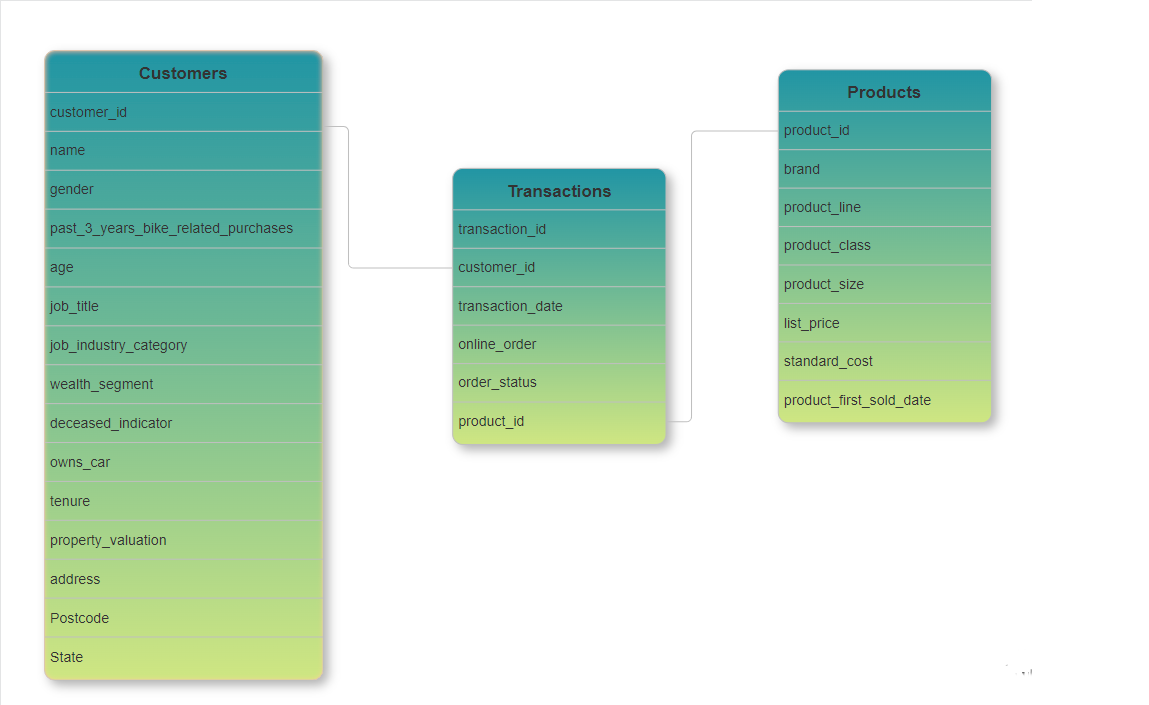 Customers
customer_id
name
gender
past_3_years_bike_related_purchases
age
job_title
job_industry_category
wealth_segment
deceased_indicator
owns_car
tenure
property_valuation
address
Postcode
State
Transactions
transaction_id
customer_id
transaction_date
online_order
order_status
product_id
Products
product_id
brand
product_line
product_class
product_size
list_price
standard_cost
product_first_sold_date